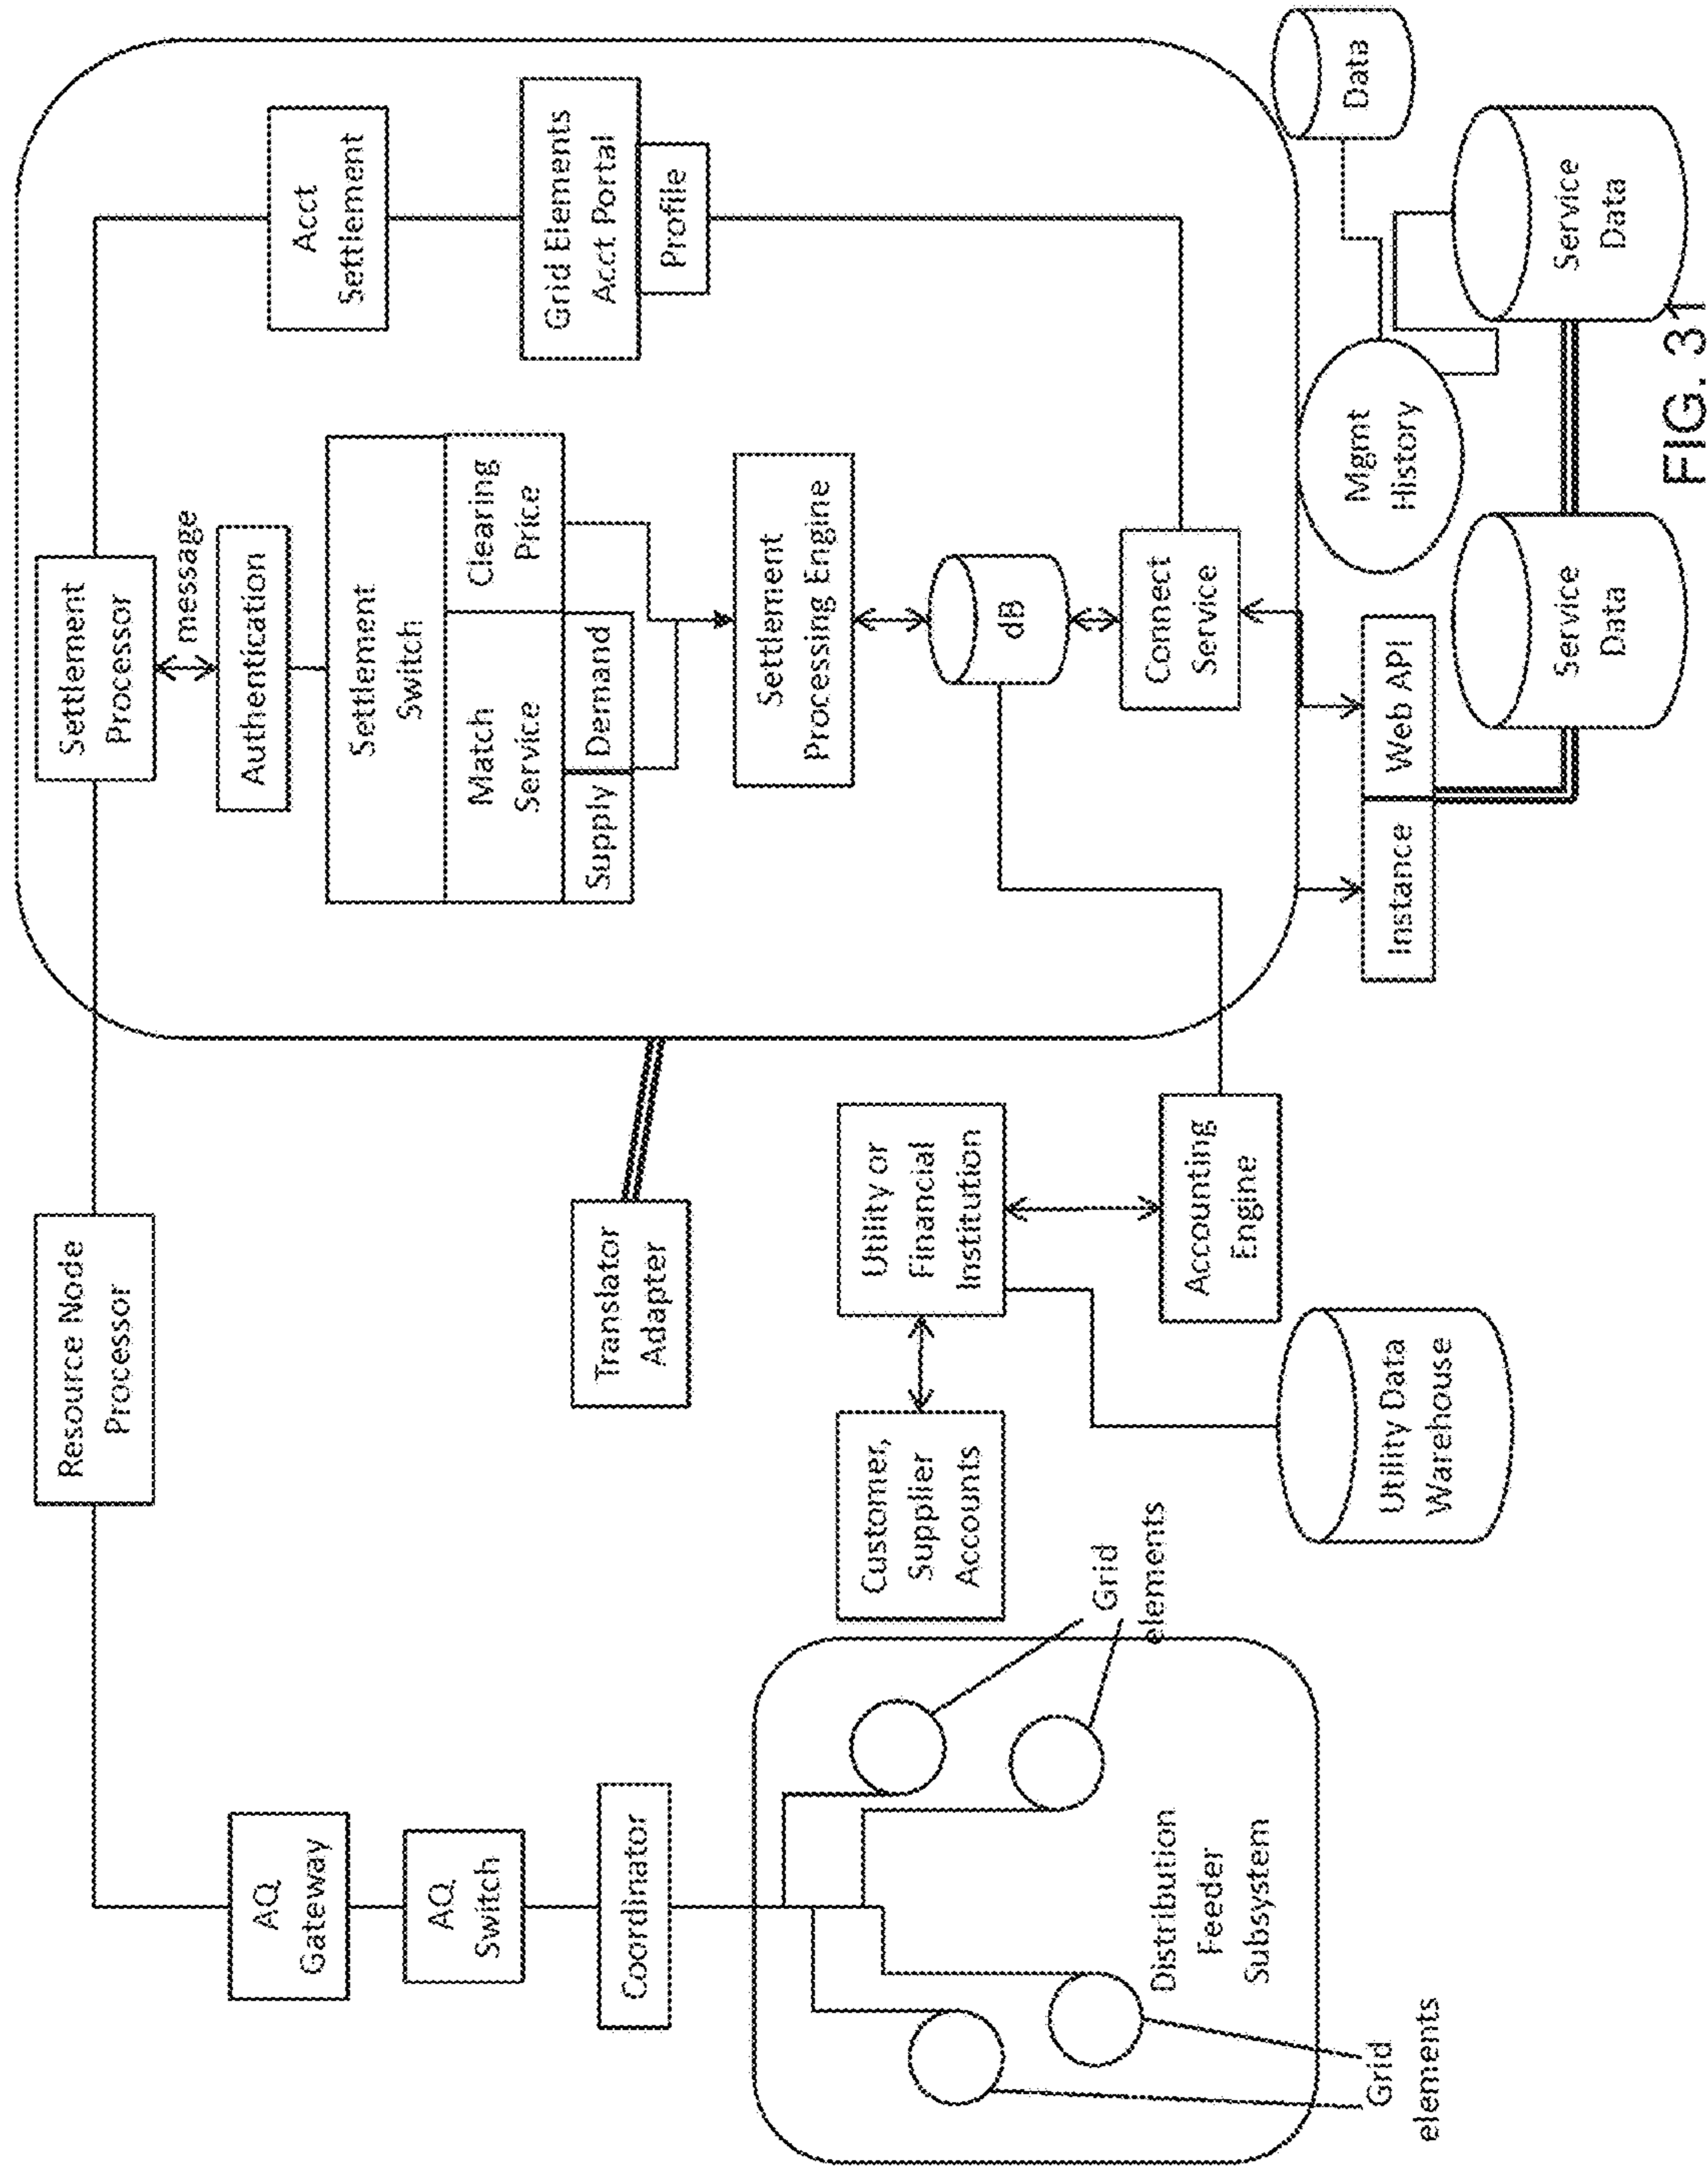 Resource Node
Processor
Settlement
Processor
message
Acct
Settlement
AQ
Gateway
Authentication
AQ
Switch
Settlement
Switch
Match
Service
Clearing
Price
Supply
Demand
Grid Elements
Acct Portal
Profile
Coordinator
Translator
Adapter
Settlement
Processing Engine
Customer,
Supplier
Accounts
Utility or
Financial
Institution
dB
Grid
elements
Distribution
Feeder
Subsystem
Accounting
Engine
Connect
Service
Grid
elements
Utility Data
Warehouse
Instance
Web API
Mgmt
History
Data
Service
Data
Service
Data
FIG. 31